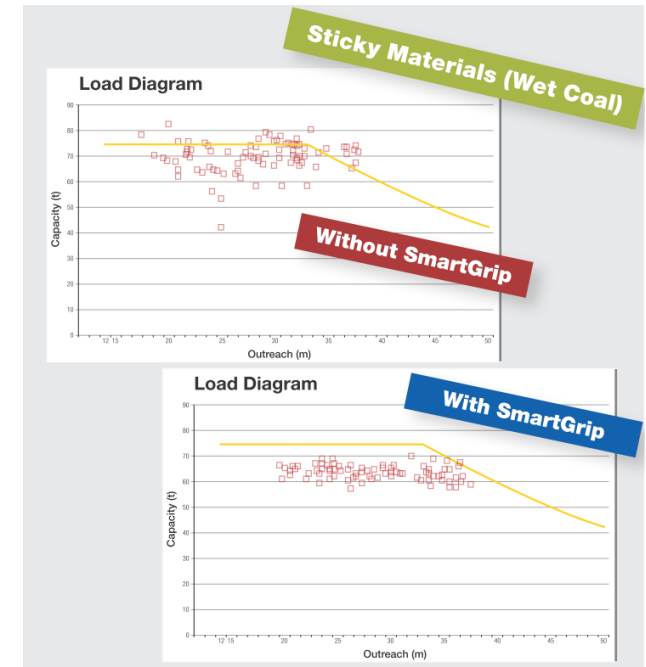 Sticky Materials (Wet Coal)
Load Diagram
90
80
70
60
50
40
30
20
10
0
12 15 20 25 30 35 40 45 50
Capacity (t)
Outreach (m)
Without SmartGrip
Load Diagram
With SmartGrip
90
80
70
60
50
40
30
20
10
0
12 15 20 25 30 35 40 45 50
Capacity (t)
Outreach (m)